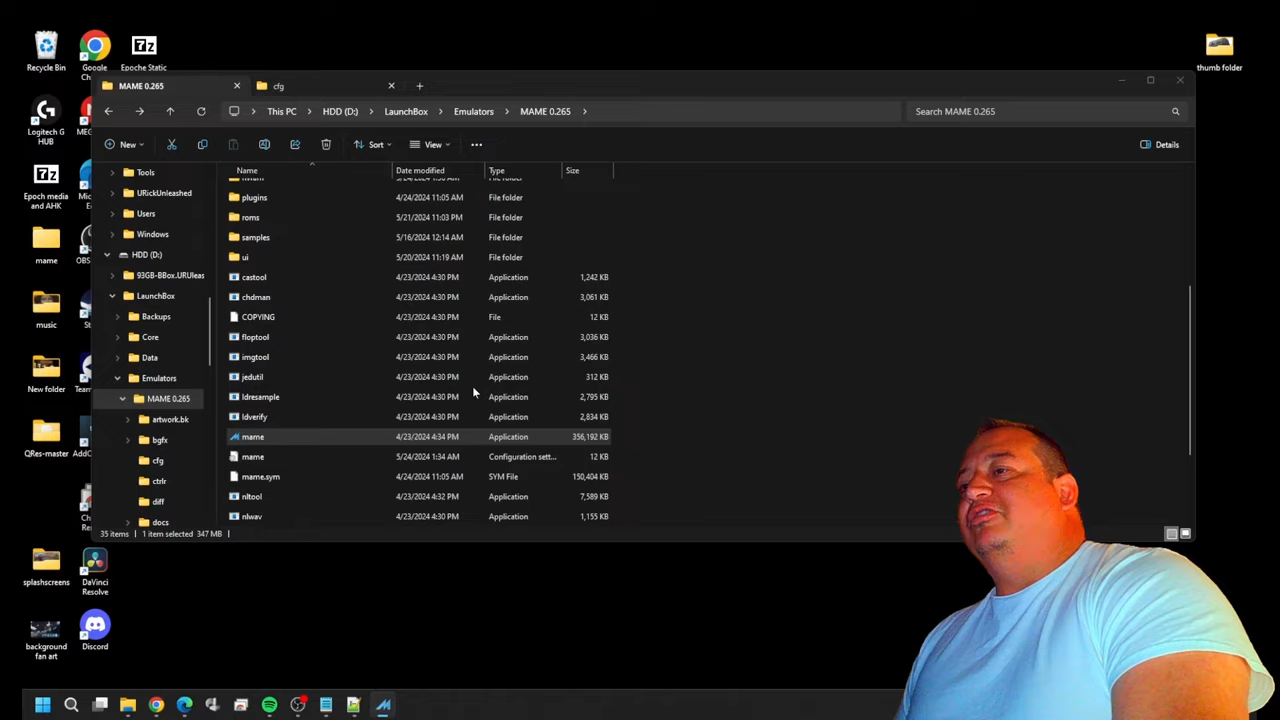 Recycle Bin
Google Chrome
7z
Epoche Static
thumb folder
Logitech G HUB
7z
Epoch media and AHK
mame
music
New folder
QRes-master
splashscreens
DaVinci Resolve
background fan art
Discord
MAME 0.265
cfg
This PC > HDD (D:) > LaunchBox > Emulators > MAME 0.265 >
Search MAME 0.265
New
Sort
View
Details
Tools
URickUnleashed
Users
Windows
HDD (D:)
93GB-BBox.URUleas
LaunchBox
Backups
Core
Data
Emulators
MAME 0.265
artwork.bk
bgfx
cfg
ctrlr
diff
docs
Name Date modified Type Size
plugins 4/24/2024 11:05 AM File folder
roms 5/21/2024 11:03 PM File folder
samples 5/16/2024 12:14 AM File folder
ui 5/20/2024 11:19 AM File folder
castool 4/23/2024 4:30 PM Application 1,242 KB
chdman 4/23/2024 4:30 PM Application 3,061 KB
COPYING 4/23/2024 4:30 PM File 12 KB
floptool 4/23/2024 4:30 PM Application 3,036 KB
imgtool 4/23/2024 4:30 PM Application 3,466 KB
jedutil 4/23/2024 4:30 PM Application 312 KB
ldresample 4/23/2024 4:30 PM Application 2,795 KB
ldverify 4/23/2024 4:30 PM Application 2,834 KB
mame 4/23/2024 4:34 PM Application 356,192 KB
mame 5/24/2024 1:34 AM Configuration sett... 12 KB
mame.sym 4/24/2024 11:05 AM SYM File 150,404 KB
nltool 4/23/2024 4:32 PM Application 7,589 KB
nlwav 4/23/2024 4:30 PM Application 1,155 KB
35 items 1 item selected 347 MB